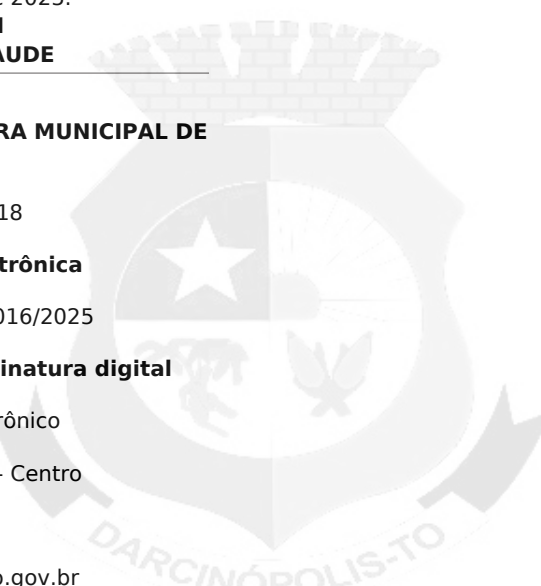 e 2025.
AUDE
RA MUNICIPAL DE
18
trônica
016/2025
inatura digital
rônico
- Centro
o.gov.br
DARCINÓPOLIS-TO